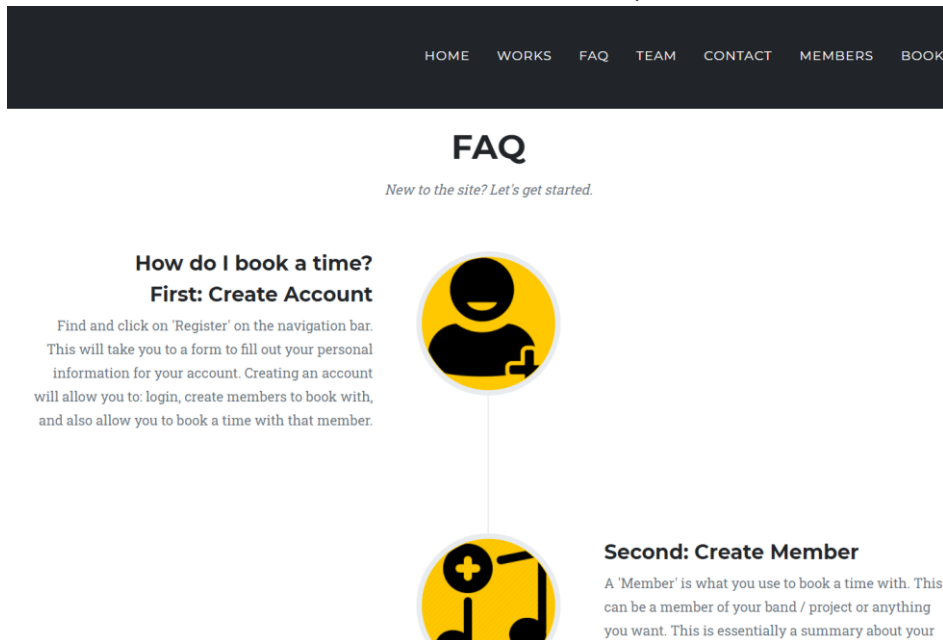 HOME WORKS FAQ TEAM CONTACT MEMBERS BOOK
FAQ
New to the site? Let's get started.
How do I book a time?
First: Create Account
Find and click on 'Register' on the navigation bar.
This will take you to a form to fill out your personal
information for your account. Creating an account
will allow you to: login, create members to book with,
and also allow you to book a time with that member.
Second: Create Member
A 'Member' is what you use to book a time with. This
can be a member of your band / project or anything
you want. This is essentially a summary about your